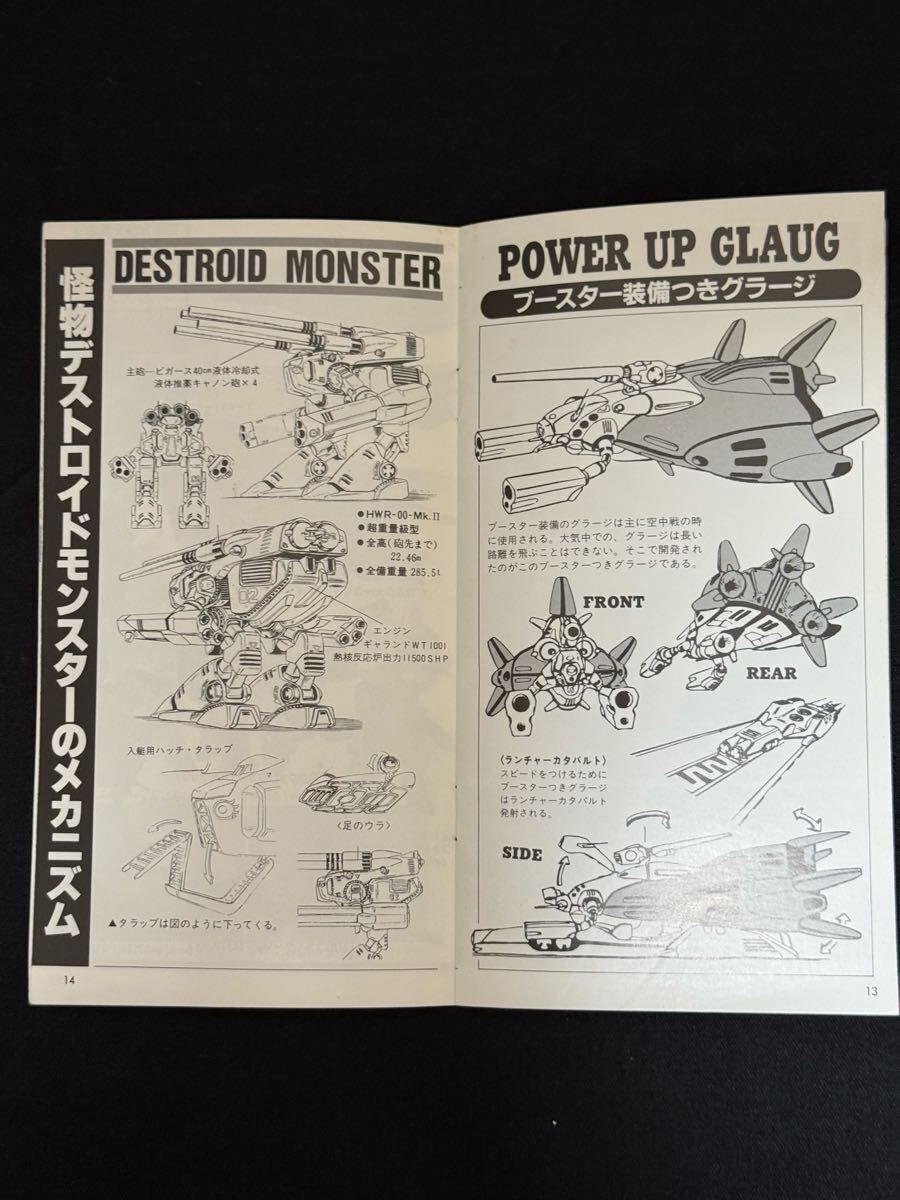 怪物デストロイドモンスターのメカニズム
DESTROID MONSTER
主砲―ビガース40cm液体冷却式
液体推薬キャノン砲×4
●HWR-00-Mk.II
●超重量級型
●全高(砲先まで)
22.46m
●全備重量 285.5t
02
エンジン
ギャランドWT1001
熱核反応炉出力11500SHP
入艇用ハッチ・タラップ
〈足のウラ〉
▲タラップは図のように下ってくる。
14
POWER UP GLAUG
ブースター装備つきグラージ
ブースター装備のグラージは主に空中戦の時
に使用される。大気中での、グラージは長い
路離を飛ぶことはできない。そこで開発され
たのがこのブースターつきグラージである。
FRONT
REAR
〈ランチャーカタパルト〉
スピードをつけるために
ブースターつきグラージ
はランチャーカタパルト
発射される。
SIDE
13